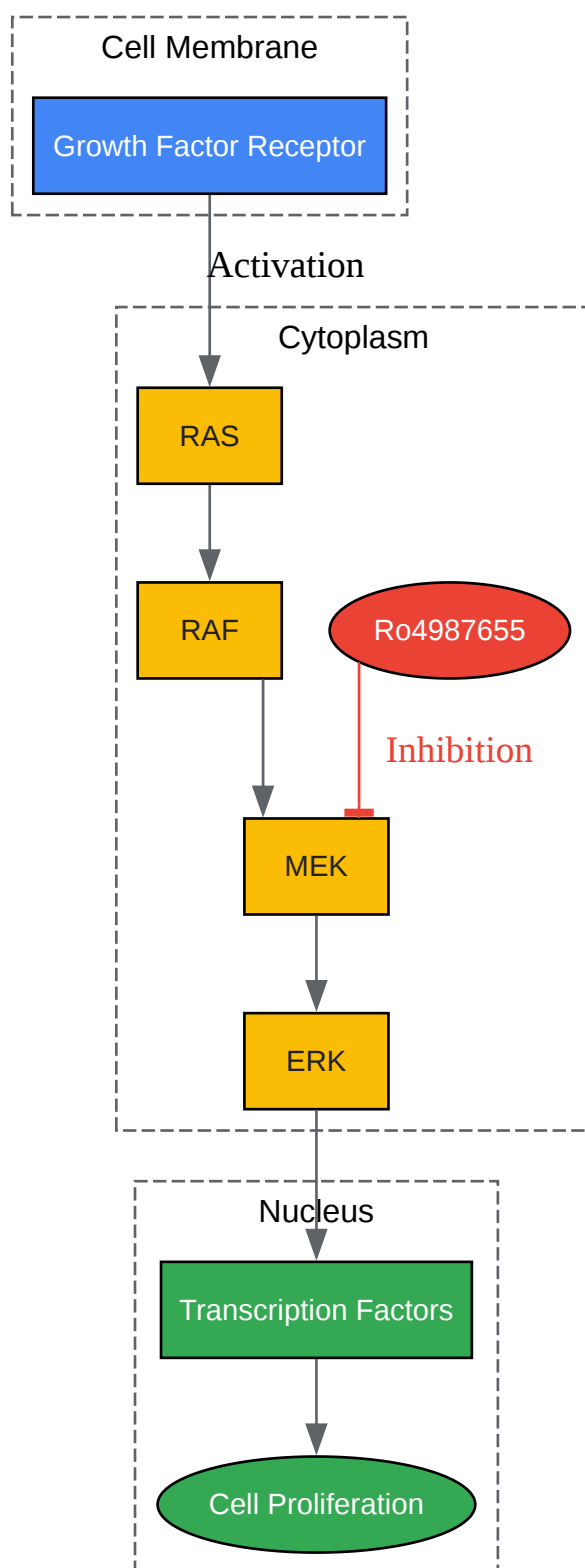 Cell Membrane
Growth Factor Receptor
Activation
Cytoplasm
RAS
RAF
Ro4987655
Inhibition
MEK
ERK
Nucleus
Transcription Factors
Cell Proliferation